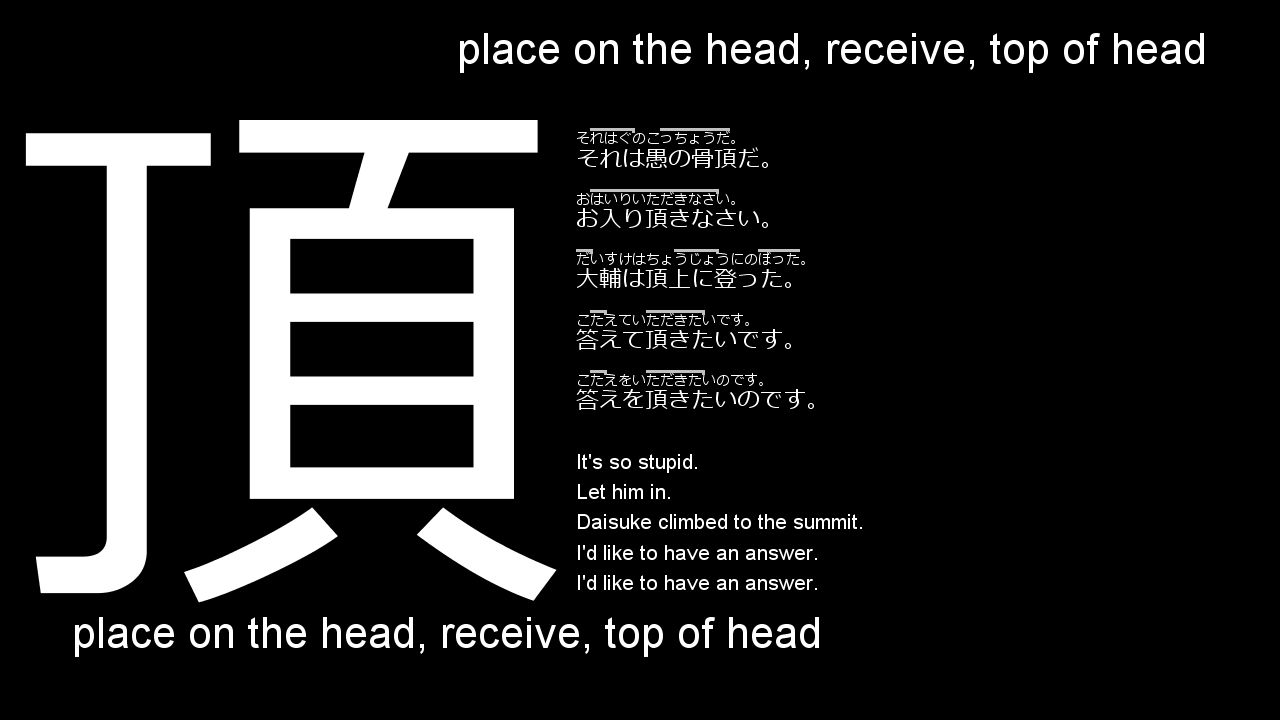 place on the head, receive, top of head
頂
それはぐのこっちょうだ。
それは愚の骨頂だ。
おはいりいただきなさい。
お入り頂きなさい。
だいすけはちょうじょうにのぼった。
大輔は頂上に登った。
こたえていただきたいです。
答えて頂きたいです。
こたえをいただきたいのです。
答えを頂きたいのです。
It's so stupid.
Let him in.
Daisuke climbed to the summit.
I'd like to have an answer.
I'd like to have an answer.
place on the head, receive, top of head